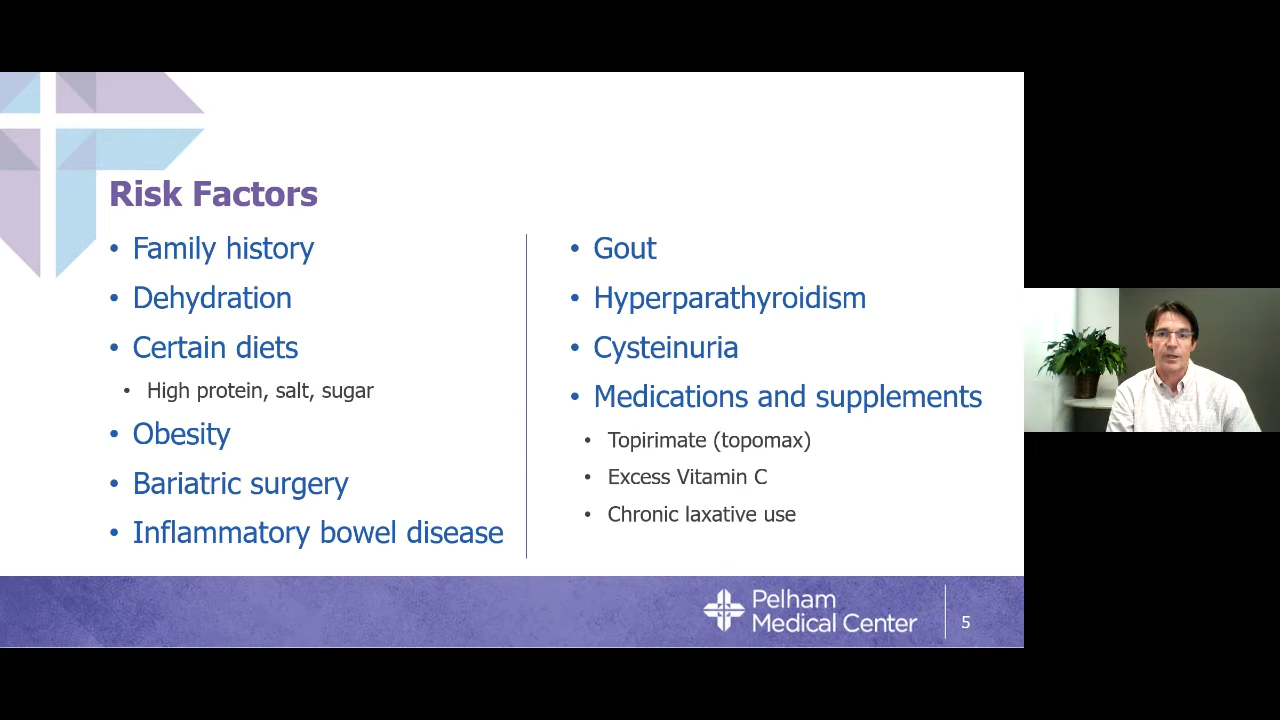 Risk Factors
• Family history
• Dehydration
• Certain diets
• High protein, salt, sugar
• Obesity
• Bariatric surgery
• Inflammatory bowel disease
• Gout
• Hyperparathyroidism
• Cysteinuria
• Medications and supplements
• Topirimate (topomax)
• Excess Vitamin C
• Chronic laxative use
Pelham
Medical Center
5